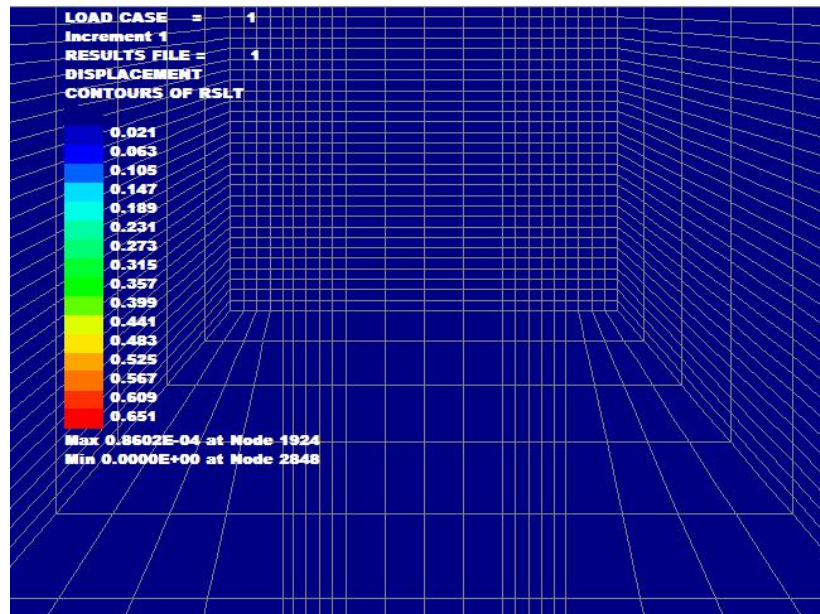 LOAD CASE = 1
Increment 1
RESULTS FILE = 1
DISPLACEMENT
CONTOURS OF RSLT
0.021
0.063
0.105
0.147
0.189
0.231
0.273
0.315
0.357
0.399
0.441
0.483
0.525
0.567
0.609
0.651
Max 0.8602E-04 at Node 1924
Min 0.0000E+00 at Node 2848